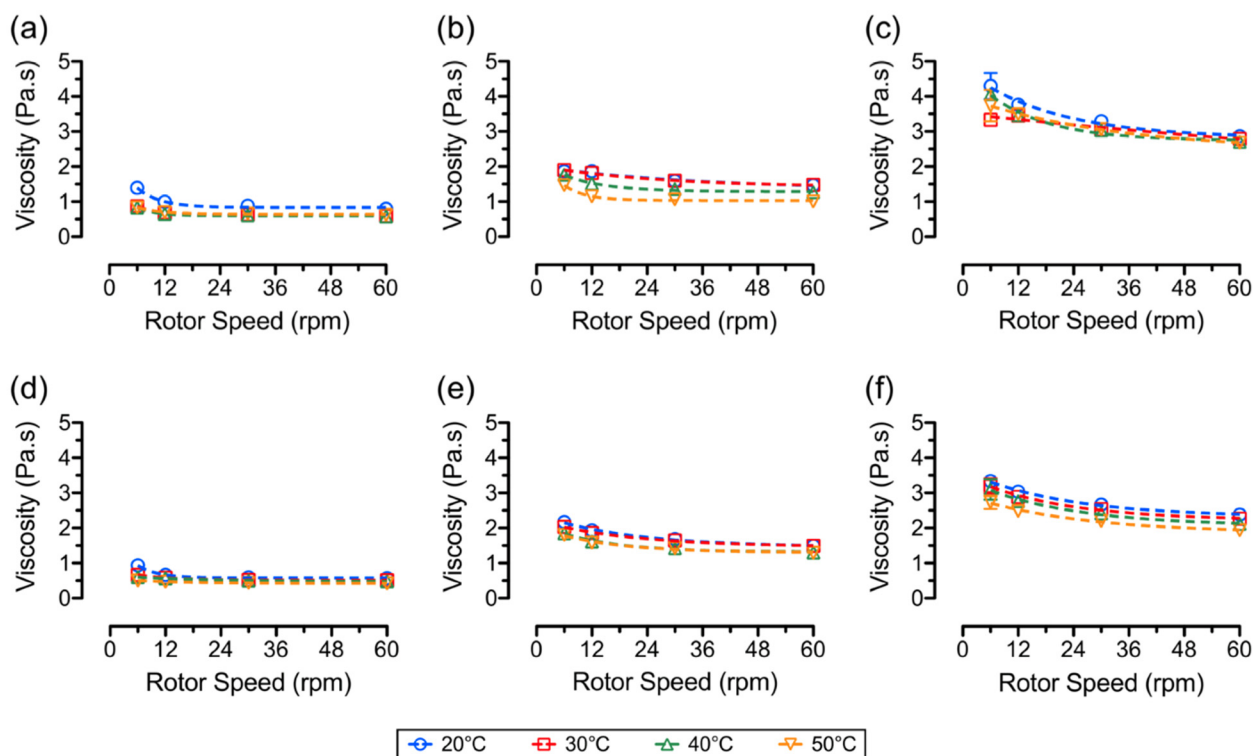 (a)
Viscosity (Pa.s)
5
4
3
2
1
0
0 12 24 36 48 60
Rotor Speed (rpm)
(b)
Viscosity (Pa.s)
5
4
3
2
1
0
0 12 24 36 48 60
Rotor Speed (rpm)
(c)
Viscosity (Pa.s)
5
4
3
2
1
0
0 12 24 36 48 60
Rotor Speed (rpm)
(d)
Viscosity (Pa.s)
5
4
3
2
1
0
0 12 24 36 48 60
Rotor Speed (rpm)
(e)
Viscosity (Pa.s)
5
4
3
2
1
0
0 12 24 36 48 60
Rotor Speed (rpm)
(f)
Viscosity (Pa.s)
5
4
3
2
1
0
0 12 24 36 48 60
Rotor Speed (rpm)
20°C 30°C 40°C 50°C